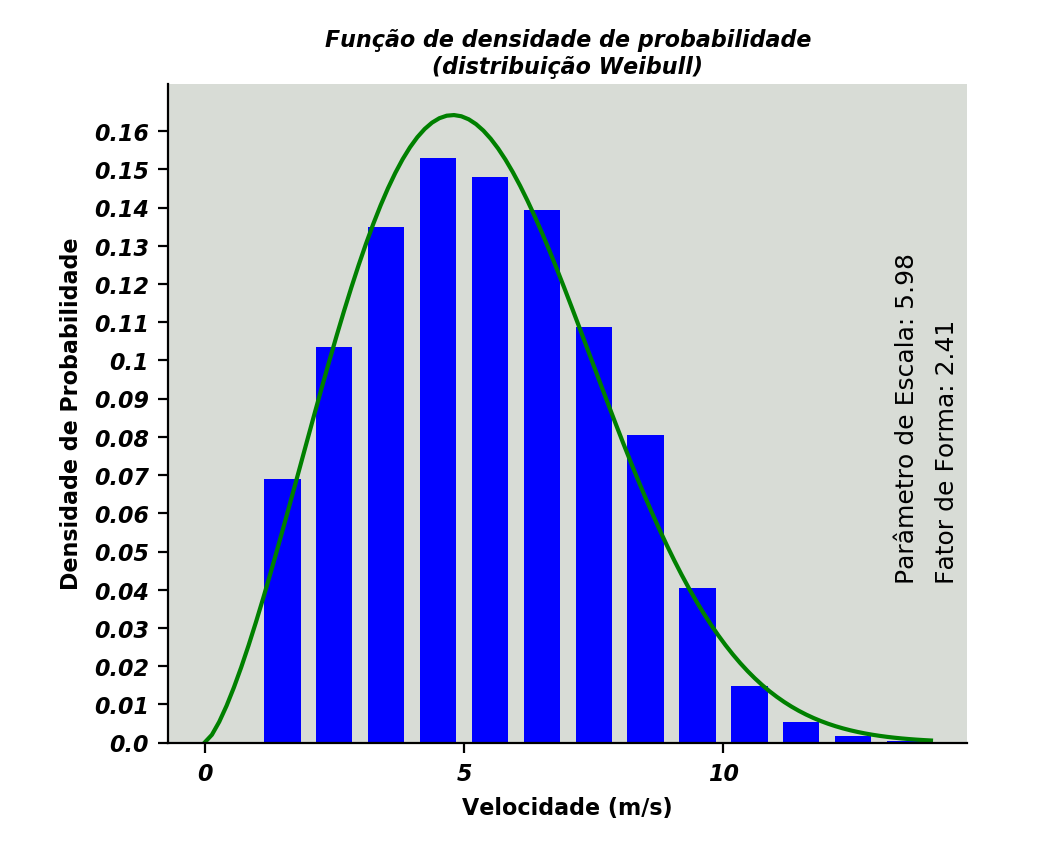 Função de densidade de probabilidade
(distribuição Weibull)
Densidade de Probabilidade
0.16
0.15
0.14
0.13
0.12
0.11
0.1
0.09
0.08
0.07
0.06
0.05
0.04
0.03
0.02
0.01
0.0
Parâmetro de Escala: 5.98
Fator de Forma: 2.41
0 5 10
Velocidade (m/s)